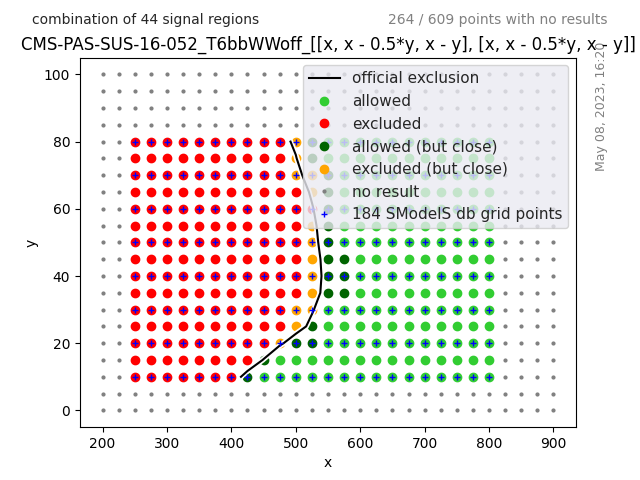 combination of 44 signal regions
264 / 609 points with no results
CMS-PAS-SUS-16-052_T6bbWWoff_[[x, x - 0.5*y, x - y], [x, x - 0.5*y, x - y]]
May 08, 2023, 16:20
official exclusion
allowed
excluded
allowed (but close)
excluded (but close)
no result
184 SModelS db grid points
100
80
60
40
20
0
y
200 300 400 500 600 700 800 900
x